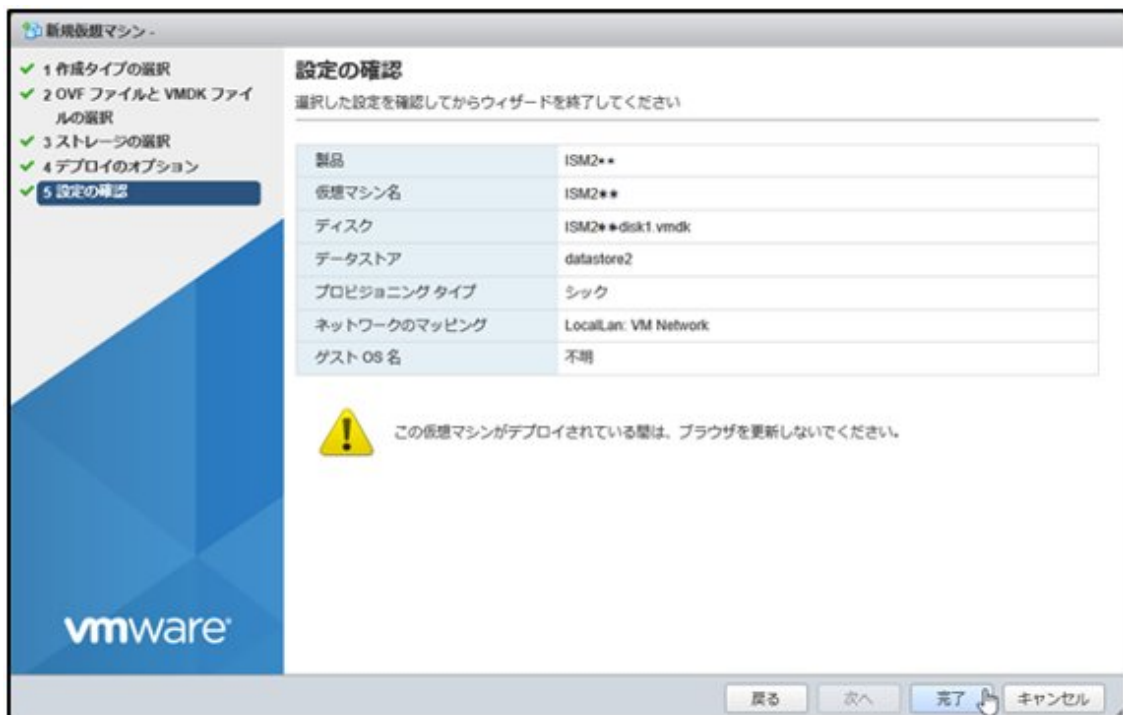 新規仮想マシン -
1 作成タイプの選択
2 OVF ファイルと VMDK ファイ
ルの選択
3 ストレージの選択
4 デプロイのオプション
5 設定の確認
設定の確認
選択した設定を確認してからウィザードを終了してください
製品 ISM2**
仮想マシン名 ISM2**
ディスク ISM2**disk1.vmdk
データストア datastore2
プロビジョニング タイプ シック
ネットワークのマッピング LocalLan: VM Network
ゲスト OS 名 不明
この仮想マシンがデプロイされている間は、ブラウザを更新しないでください。
vmware
戻る 次へ 完了 キャンセル